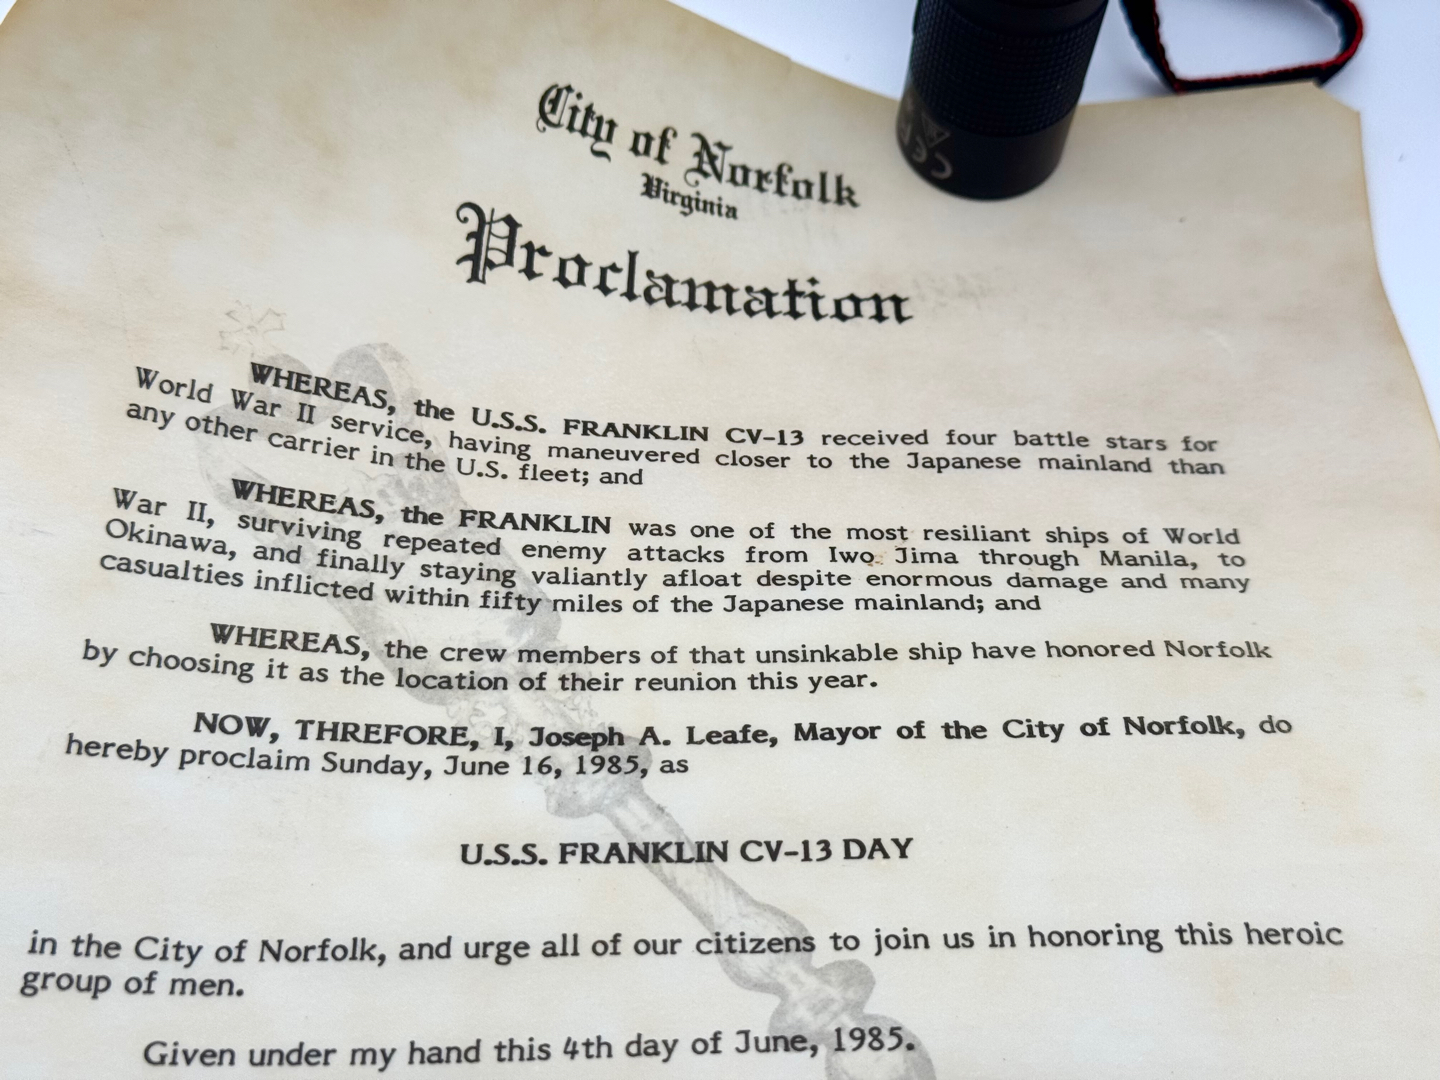 City of Norfolk
Virginia
Proclamation
WHEREAS, the U.S.S. FRANKLIN CV-13 received four battle stars for
World War II service, having maneuvered closer to the Japanese mainland than
any other carrier in the U.S. fleet; and
WHEREAS, the FRANKLIN was one of the most resiliant ships of World
War II, surviving repeated enemy attacks from Iwo Jima through Manila, to
Okinawa, and finally staying valiantly afloat despite enormous damage and many
casualties inflicted within fifty miles of the Japanese mainland; and
WHEREAS, the crew members of that unsinkable ship have honored Norfolk
by choosing it as the location of their reunion this year.
NOW, THREFORE, I, Joseph A. Leafe, Mayor of the City of Norfolk, do
hereby proclaim Sunday, June 16, 1985, as
U.S.S. FRANKLIN CV-13 DAY
in the City of Norfolk, and urge all of our citizens to join us in honoring this heroic
group of men.
Given under my hand this 4th day of June, 1985.
CE